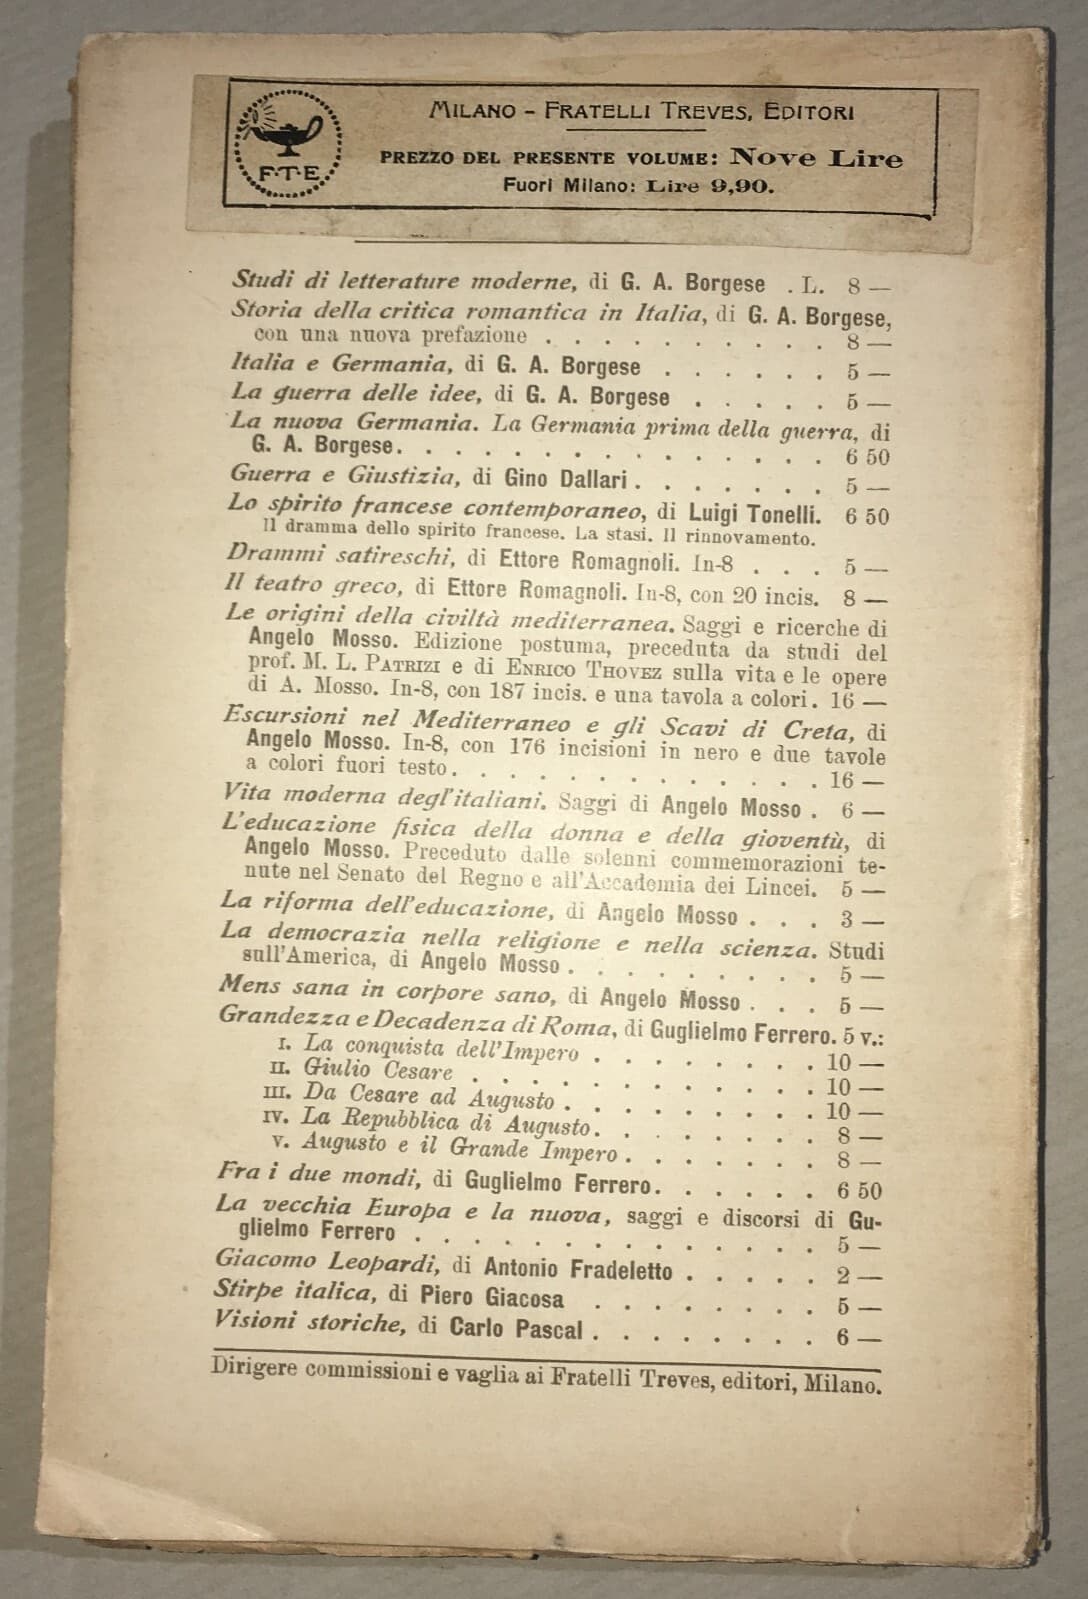 F·T·E·
MILANO - FRATELLI TREVES, EDITORI
PREZZO DEL PRESENTE VOLUME: Nove Lire
Fuori Milano: Lire 9,90.
Studi di letterature moderne, di G. A. Borgese . L. 8 —
Storia della critica romantica in Italia, di G. A. Borgese,
con una nuova prefazione . . . . . . . . . . 8 —
Italia e Germania, di G. A. Borgese . . . . . . 5 —
La guerra delle idee, di G. A. Borgese . . . . . 5 —
La nuova Germania. La Germania prima della guerra, di
G. A. Borgese. . . . . . . . . . . . . . . . 6 50
Guerra e Giustizia, di Gino Dallari . . . . . . . 5 —
Lo spirito francese contemporaneo, di Luigi Tonelli. 6 50
Il dramma dello spirito francese. La stasi. Il rinnovamento.
Drammi satireschi, di Ettore Romagnoli. In-8 . . . 5 —
Il teatro greco, di Ettore Romagnoli. In-8, con 20 incis. 8 —
Le origini della civiltà mediterranea. Saggi e ricerche di
Angelo Mosso. Edizione postuma, preceduta da studi del
prof. M. L. PATRIZI e di ENRICO THOVEZ sulla vita e le opere
di A. Mosso. In-8, con 187 incis. e una tavola a colori. 16 —
Escursioni nel Mediterraneo e gli Scavi di Creta, di
Angelo Mosso. In-8, con 176 incisioni in nero e due tavole
a colori fuori testo. . . . . . . . . . . . . . 16 —
Vita moderna degl'italiani. Saggi di Angelo Mosso . 6 —
L'educazione fisica della donna e della gioventù, di
Angelo Mosso. Preceduto dalle solenni commemorazioni te-
nute nel Senato del Regno e all'Accademia dei Lincei. 5 —
La riforma dell'educazione, di Angelo Mosso . . . 3 —
La democrazia nella religione e nella scienza. Studi
sull'America, di Angelo Mosso . . . . . . . . . 5 —
Mens sana in corpore sano, di Angelo Mosso . . . 5 —
Grandezza e Decadenza di Roma, di Guglielmo Ferrero. 5 v.:
I. La conquista dell'Impero . . . . . . . . 10 —
II. Giulio Cesare . . . . . . . . . . . . 10 —
III. Da Cesare ad Augusto . . . . . . . . . 10 —
IV. La Repubblica di Augusto. . . . . . . . 8 —
V. Augusto e il Grande Impero . . . . . . . 8 —
Fra i due mondi, di Guglielmo Ferrero. . . . . . 6 50
La vecchia Europa e la nuova, saggi e discorsi di Gu-
glielmo Ferrero . . . . . . . . . . . . . . 5 —
Giacomo Leopardi, di Antonio Fradeletto . . . . . 2 —
Stirpe italica, di Piero Giacosa . . . . . . . . 5 —
Visioni storiche, di Carlo Pascal . . . . . . . . 6 —
Dirigere commissioni e vaglia ai Fratelli Treves, editori, Milano.